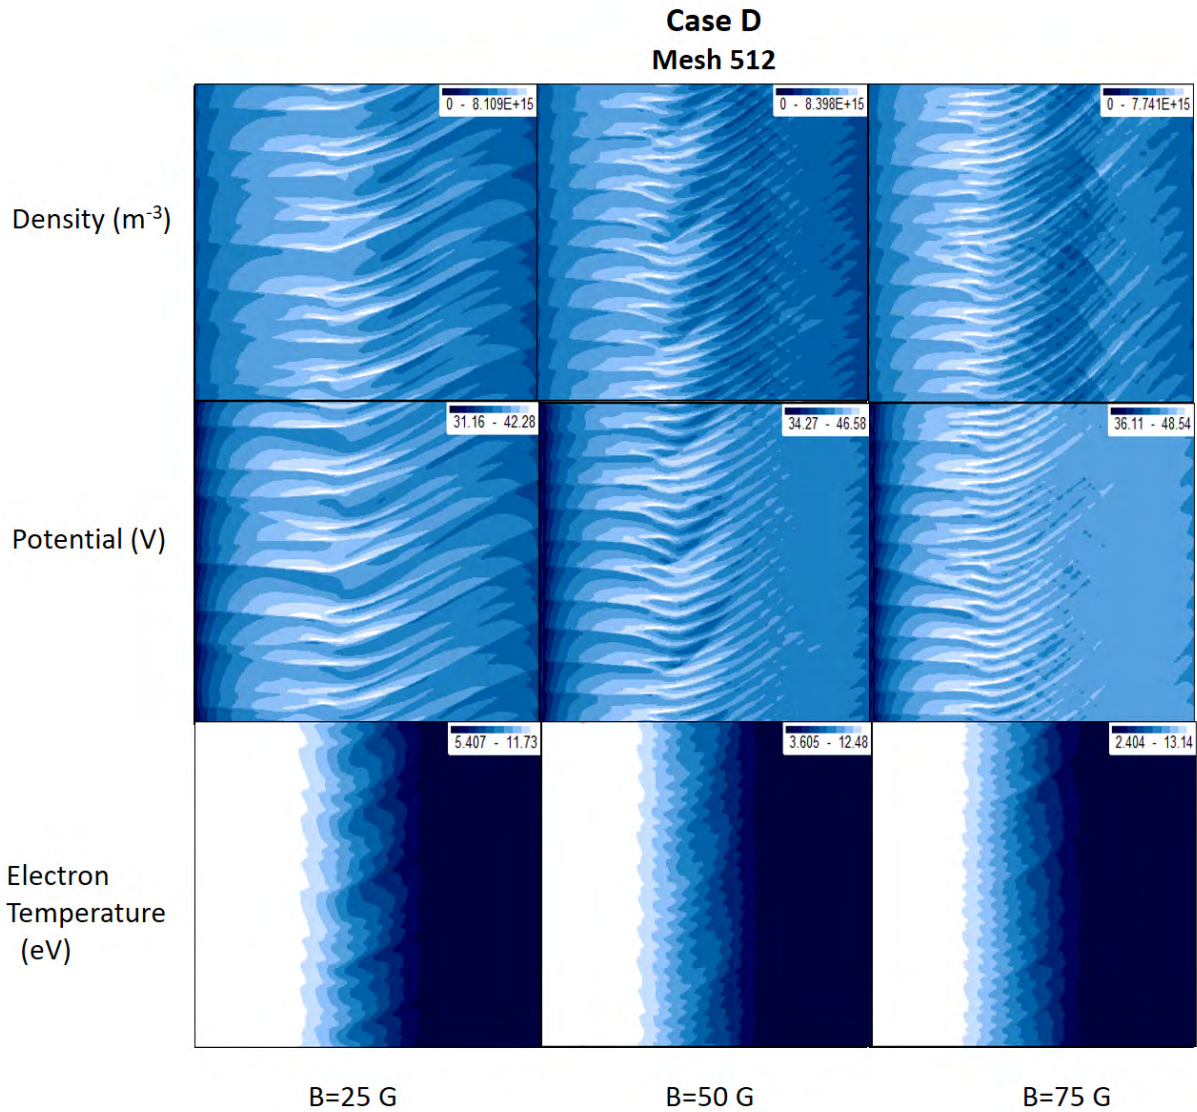 Case D
Mesh 512
0 - 8.109E+15
0 - 8.398E+15
0 - 7.741E+15
Density (m⁻³)
31.16 - 42.28
34.27 - 46.58
36.11 - 48.54
Potential (V)
5.407 - 11.73
3.605 - 12.48
2.404 - 13.14
Electron
Temperature
(eV)
B=25 G
B=50 G
B=75 G